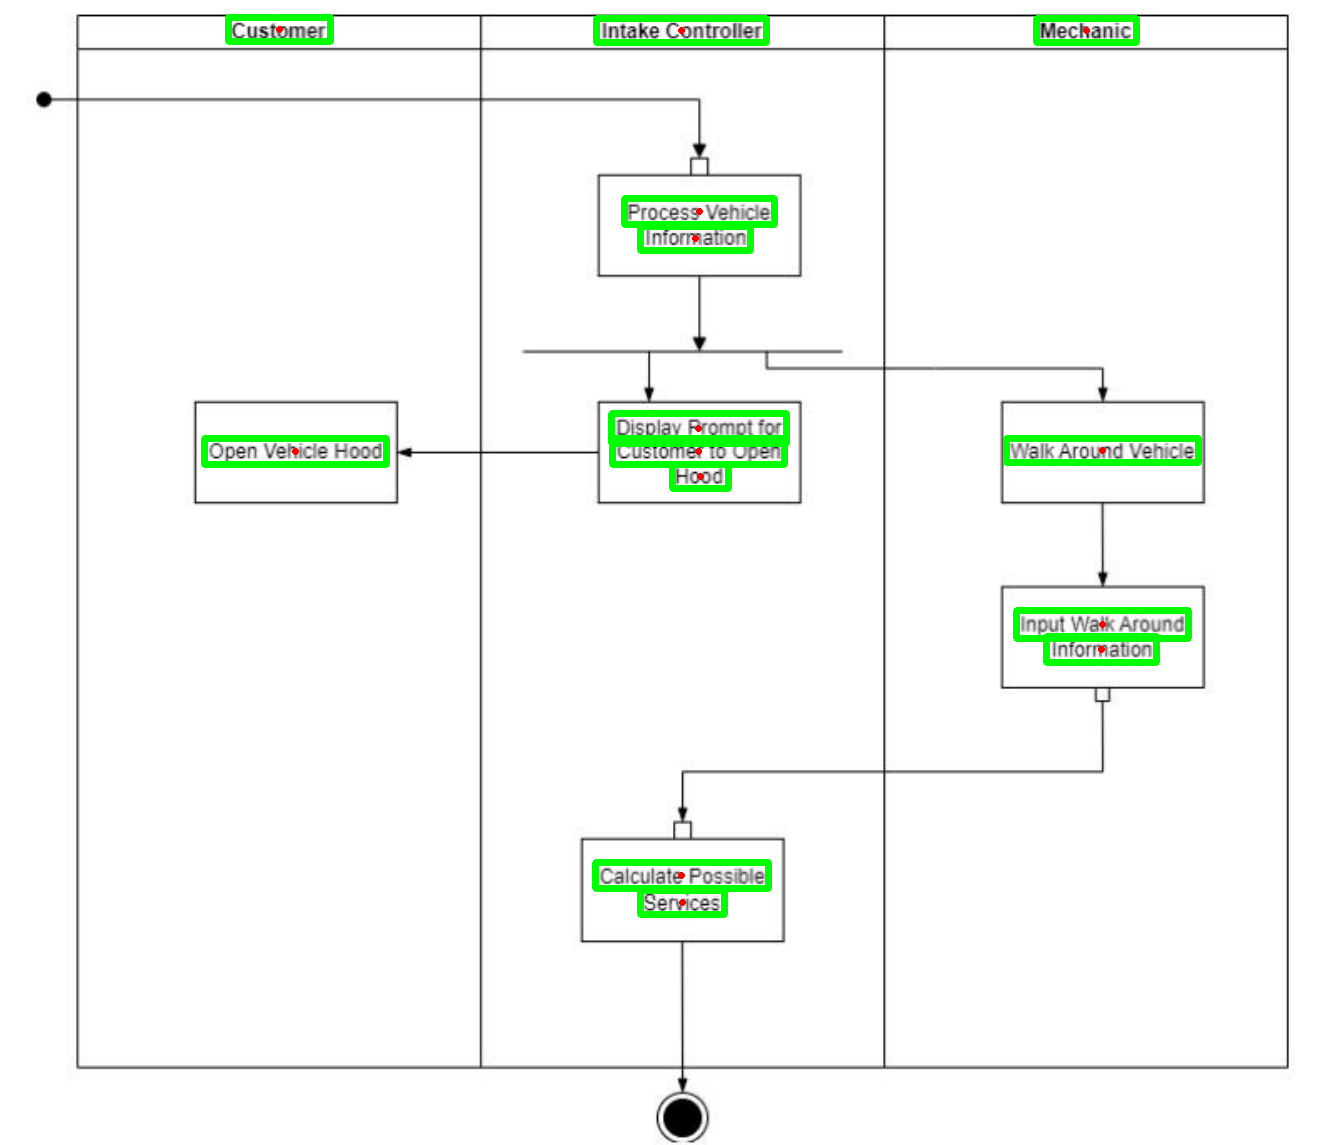 Customer
Intake Controller
Mechanic
Process Vehicle
Information
Open Vehicle Hood
Display Prompt for
Customer to Open
Hood
Walk Around Vehicle
Input Walk Around
Information
Calculate Possible
Services